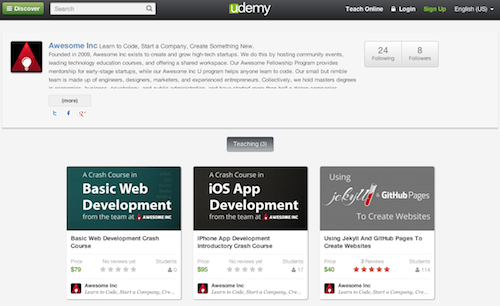 Discover
Search
udemy
Teach Online
Login
Sign Up
English (US)
Awesome Inc Learn to Code, Start a Company, Create Something New.
Founded in 2009, Awesome Inc exists to create and grow high-tech startups. We do this by hosting community events,
leading technology education courses, and offering a shared workspace. Our Awesome Fellowship Program provides
mentorship for early-stage startups, while our Awesome Inc U program helps anyone learn to code. Our small but nimble
team is made up of engineers, designers, marketers, and experienced entrepreneurs. Collectively, we hold masters degrees
24
Following
8
Followers
(more)
Teaching (3)
A Crash Course in
Basic Web
Development
from the team at AWESOME INC
Basic Web Development Crash
Course
Price
No reviews yet
Students
$79
0
Awesome Inc
Learn to Code, Start a Company, Cre...
A Crash Course in
iOS App
Development
from the team at AWESOME INC
iPhone App Development
Introductory Crash Course
Price
No reviews yet
Students
$95
17
Awesome Inc
Learn to Code, Start a Company, Cre...
Using
jekyll & GitHub Pages
To Create Websites
Using Jekyll And GitHub Pages To
Create Websites
Price
Reviews
Students
$40
114
Awesome Inc
Learn to Code, Start a Company, Cre...